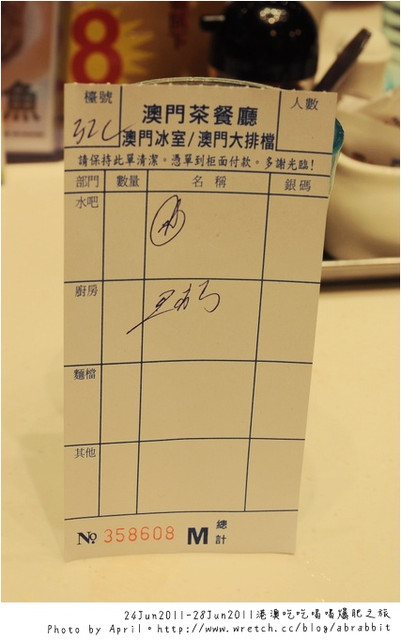 8
魚
檯號
澳門茶餐廳
人數
32C
澳門冰室/澳門大排檔
請保持此單清潔。憑單到柜面付款。多謝光臨!
部門 數量 名稱 銀碼
水吧
廚房
麵檔
其他
No. 358608 M 總計
24Jun2011-28Jun2011港澳吃吃喝喝爆肥之旅
Photo by April。http://www.wretch.cc/blog/abrabbit